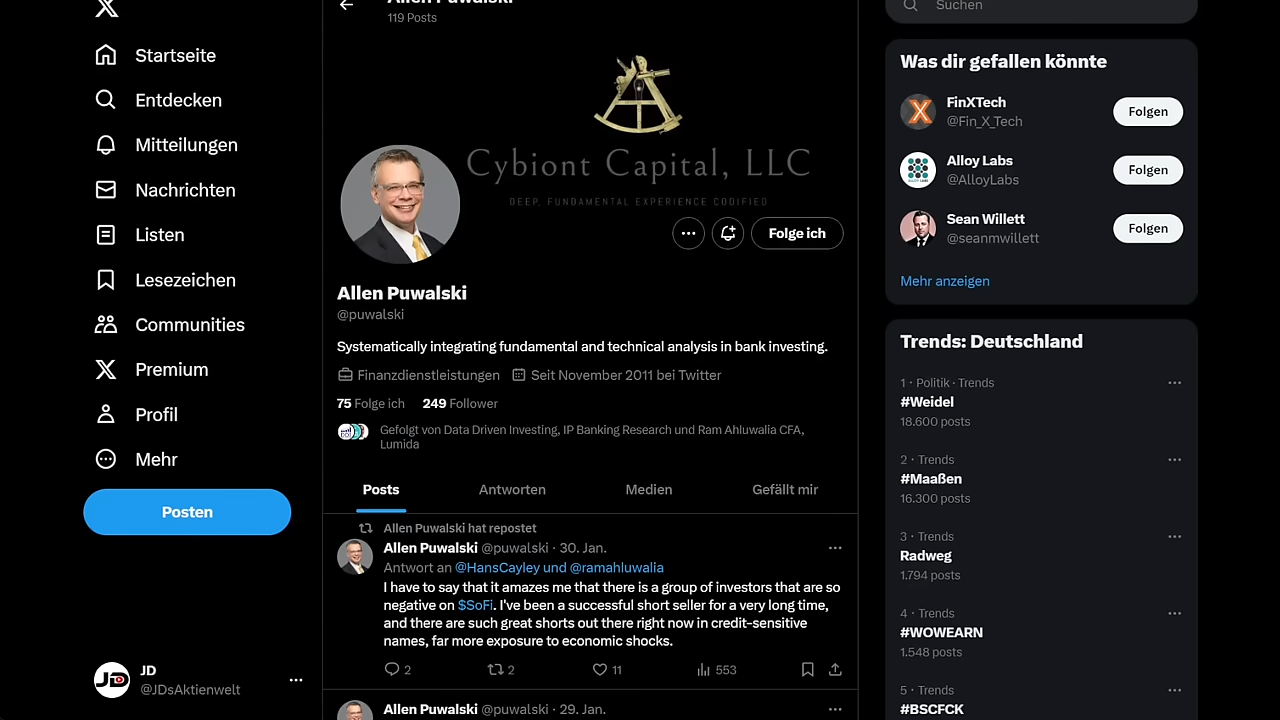 Startseite
Entdecken
Mitteilungen
Nachrichten
Listen
Lesezeichen
Communities
Premium
Profil
Mehr
Posten
JD
@JDsAktienwelt
Allen Puwalski
119 Posts
Cybiont Capital, LLC
DEEP, FUNDAMENTAL EXPERIENCE CODIFIED
Folge ich
Allen Puwalski
@puwalski
Systematically integrating fundamental and technical analysis in bank investing.
Finanzdienstleistungen Seit November 2011 bei Twitter
75 Folge ich 249 Follower
Gefolgt von Data Driven Investing, IP Banking Research und Ram Ahluwalia CFA,
Lumida
Posts Antworten Medien Gefällt mir
Allen Puwalski hat repostet
Allen Puwalski @puwalski · 30. Jan.
Antwort an @HansCayley und @ramahluwalia
I have to say that it amazes me that there is a group of investors that are so
negative on $SoFi. I've been a successful short seller for a very long time,
and there are such great shorts out there right now in credit-sensitive
names, far more exposure to economic shocks.
2 2 11 553
Allen Puwalski @puwalski · 29. Jan.
Suchen
Was dir gefallen könnte
FinXTech
@Fin_X_Tech
Folgen
Alloy Labs
@AlloyLabs
Folgen
Sean Willett
@seanmwillett
Folgen
Mehr anzeigen
Trends: Deutschland
1 · Politik · Trends
#Weidel
18.600 posts
2 · Trends
#Maaßen
16.300 posts
3 · Trends
Radweg
1.794 posts
4 · Trends
#WOWEARN
1.548 posts
5 · Trends
#BSCFCK